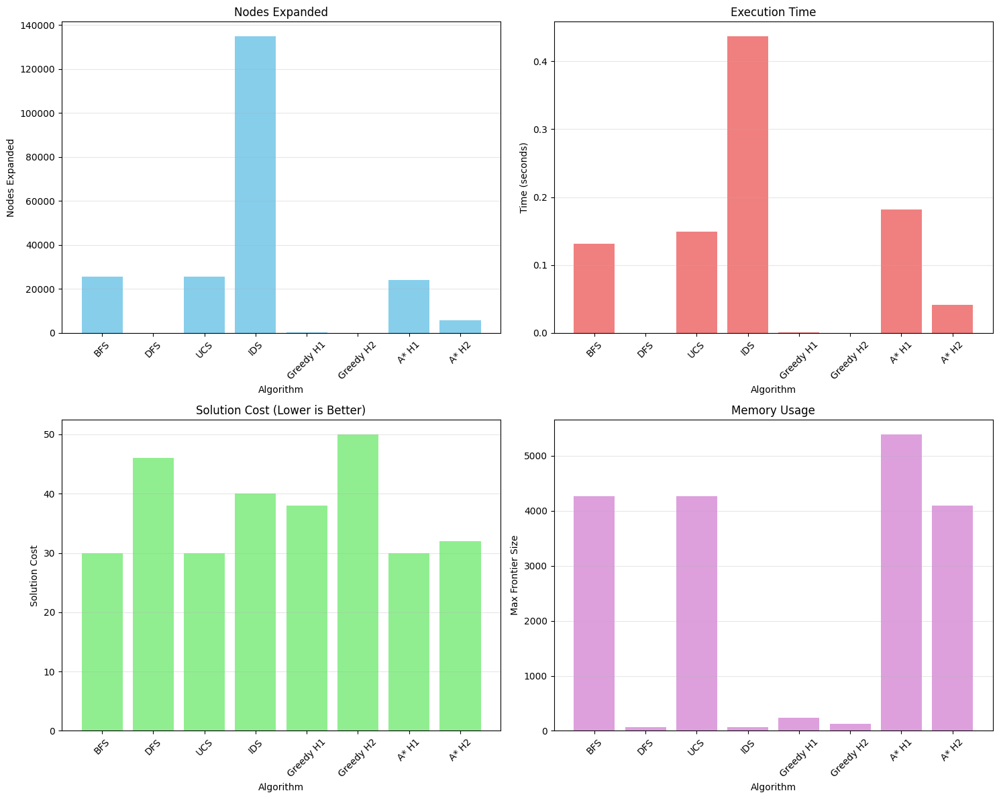 Nodes Expanded
Nodes Expanded
140000
120000
100000
80000
60000
40000
20000
0
BFS
DFS
UCS
IDS
Greedy H1
Greedy H2
A* H1
A* H2
Algorithm
Execution Time
Time (seconds)
0.4
0.3
0.2
0.1
0.0
BFS
DFS
UCS
IDS
Greedy H1
Greedy H2
A* H1
A* H2
Algorithm
Solution Cost (Lower is Better)
Solution Cost
50
40
30
20
10
0
BFS
DFS
UCS
IDS
Greedy H1
Greedy H2
A* H1
A* H2
Algorithm
Memory Usage
Max Frontier Size
5000
4000
3000
2000
1000
0
BFS
DFS
UCS
IDS
Greedy H1
Greedy H2
A* H1
A* H2
Algorithm